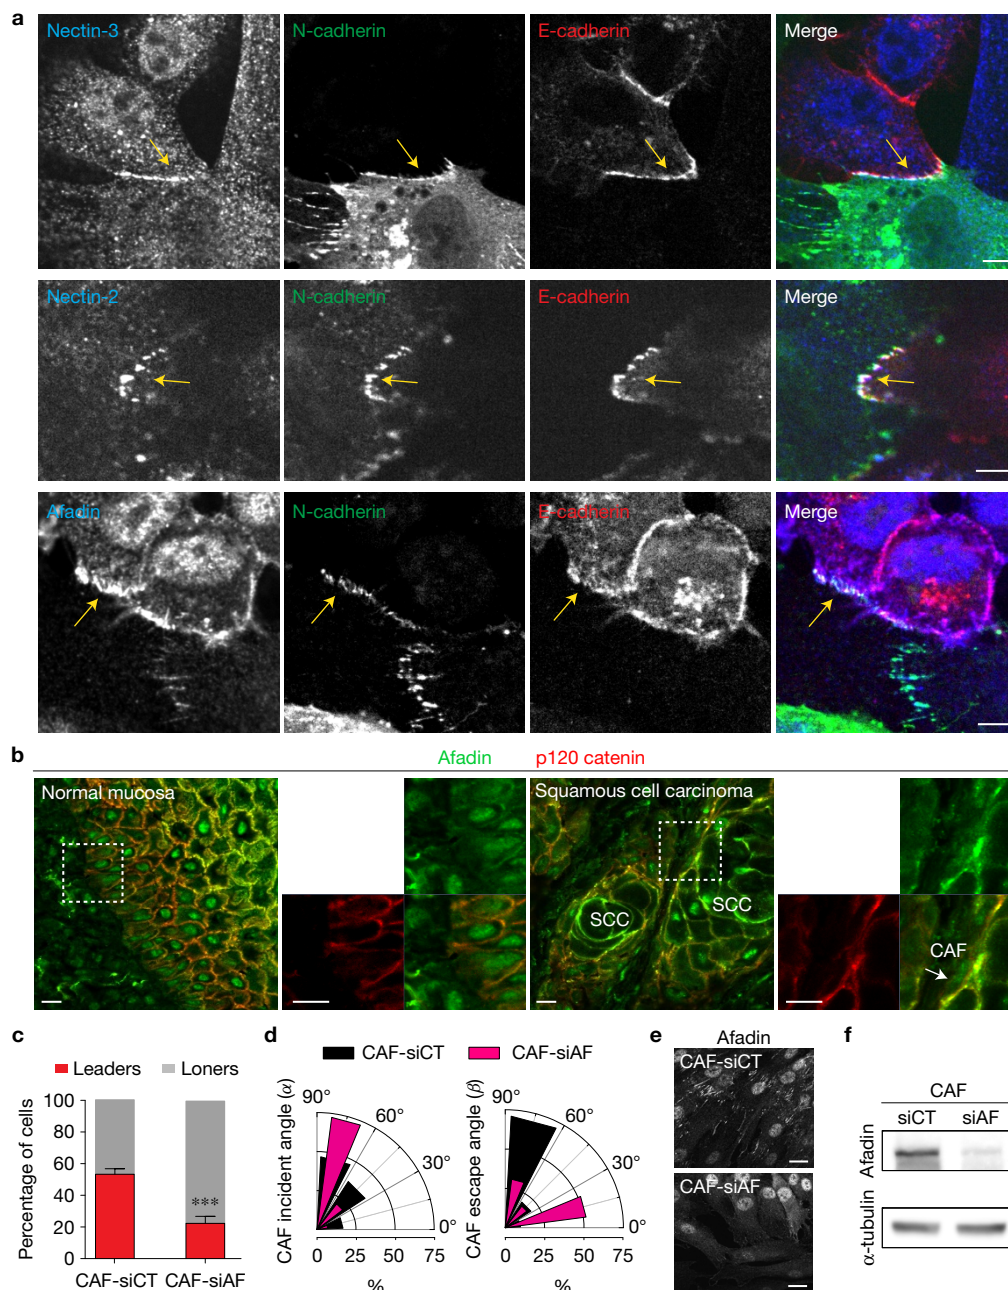 a
Nectin-3 N-cadherin E-cadherin Merge
Nectin-2 N-cadherin E-cadherin Merge
Afadin N-cadherin E-cadherin Merge
b
Afadin p120 catenin
Normal mucosa Squamous cell carcinoma
SCC SCC
CAF
c
Leaders Loners
Percentage of cells
100
80
60
40
20
0
***
CAF-siCT CAF-siAF
d
CAF-siCT CAF-siAF
CAF incident angle (α)
90°
60°
30°
0°
0 25 50 75
%
CAF escape angle (β)
90°
60°
30°
0°
0 25 50 75
%
e
Afadin
CAF-siCT
CAF-siAF
f
CAF
siCT siAF
Afadin
α-tubulin